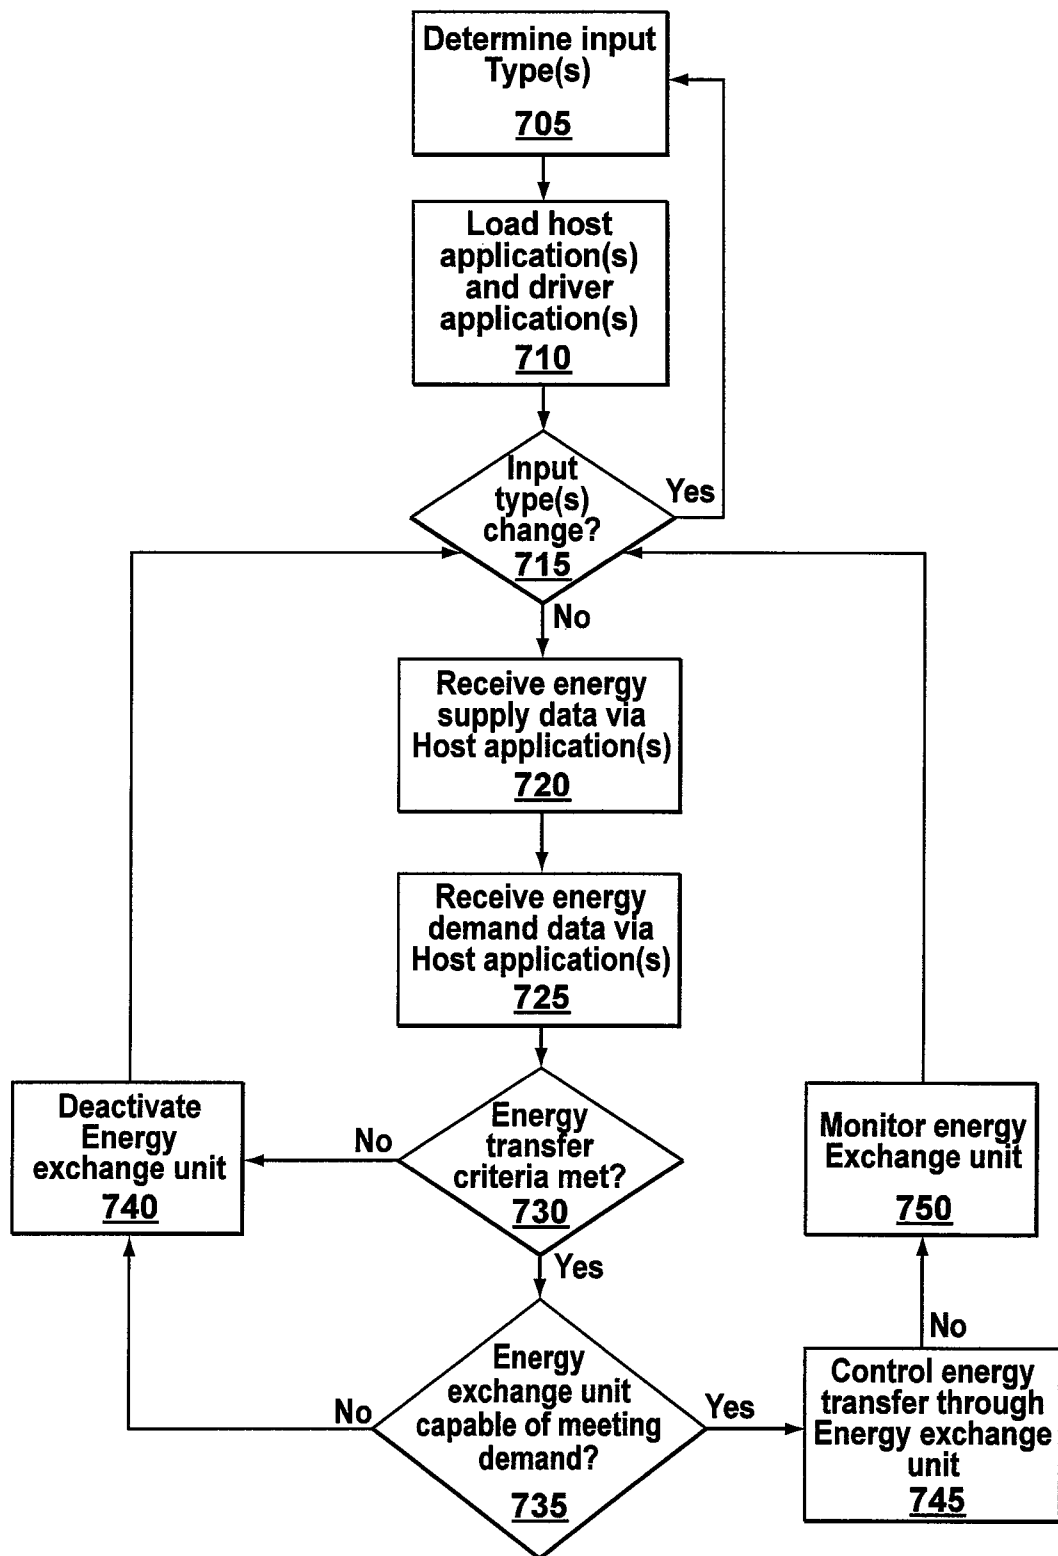 Determine input
Type(s)
705
Load host
application(s)
and driver
application(s)
710
Input
type(s)
change?
715
Yes
No
Receive energy
supply data via
Host application(s)
720
Receive energy
demand data via
Host application(s)
725
Energy
transfer
criteria met?
730
No
Yes
Deactivate
Energy
exchange unit
740
Monitor energy
Exchange unit
750
No
Energy
exchange unit
capable of meeting
demand?
735
No
Yes
Control energy
transfer through
Energy exchange
unit
745